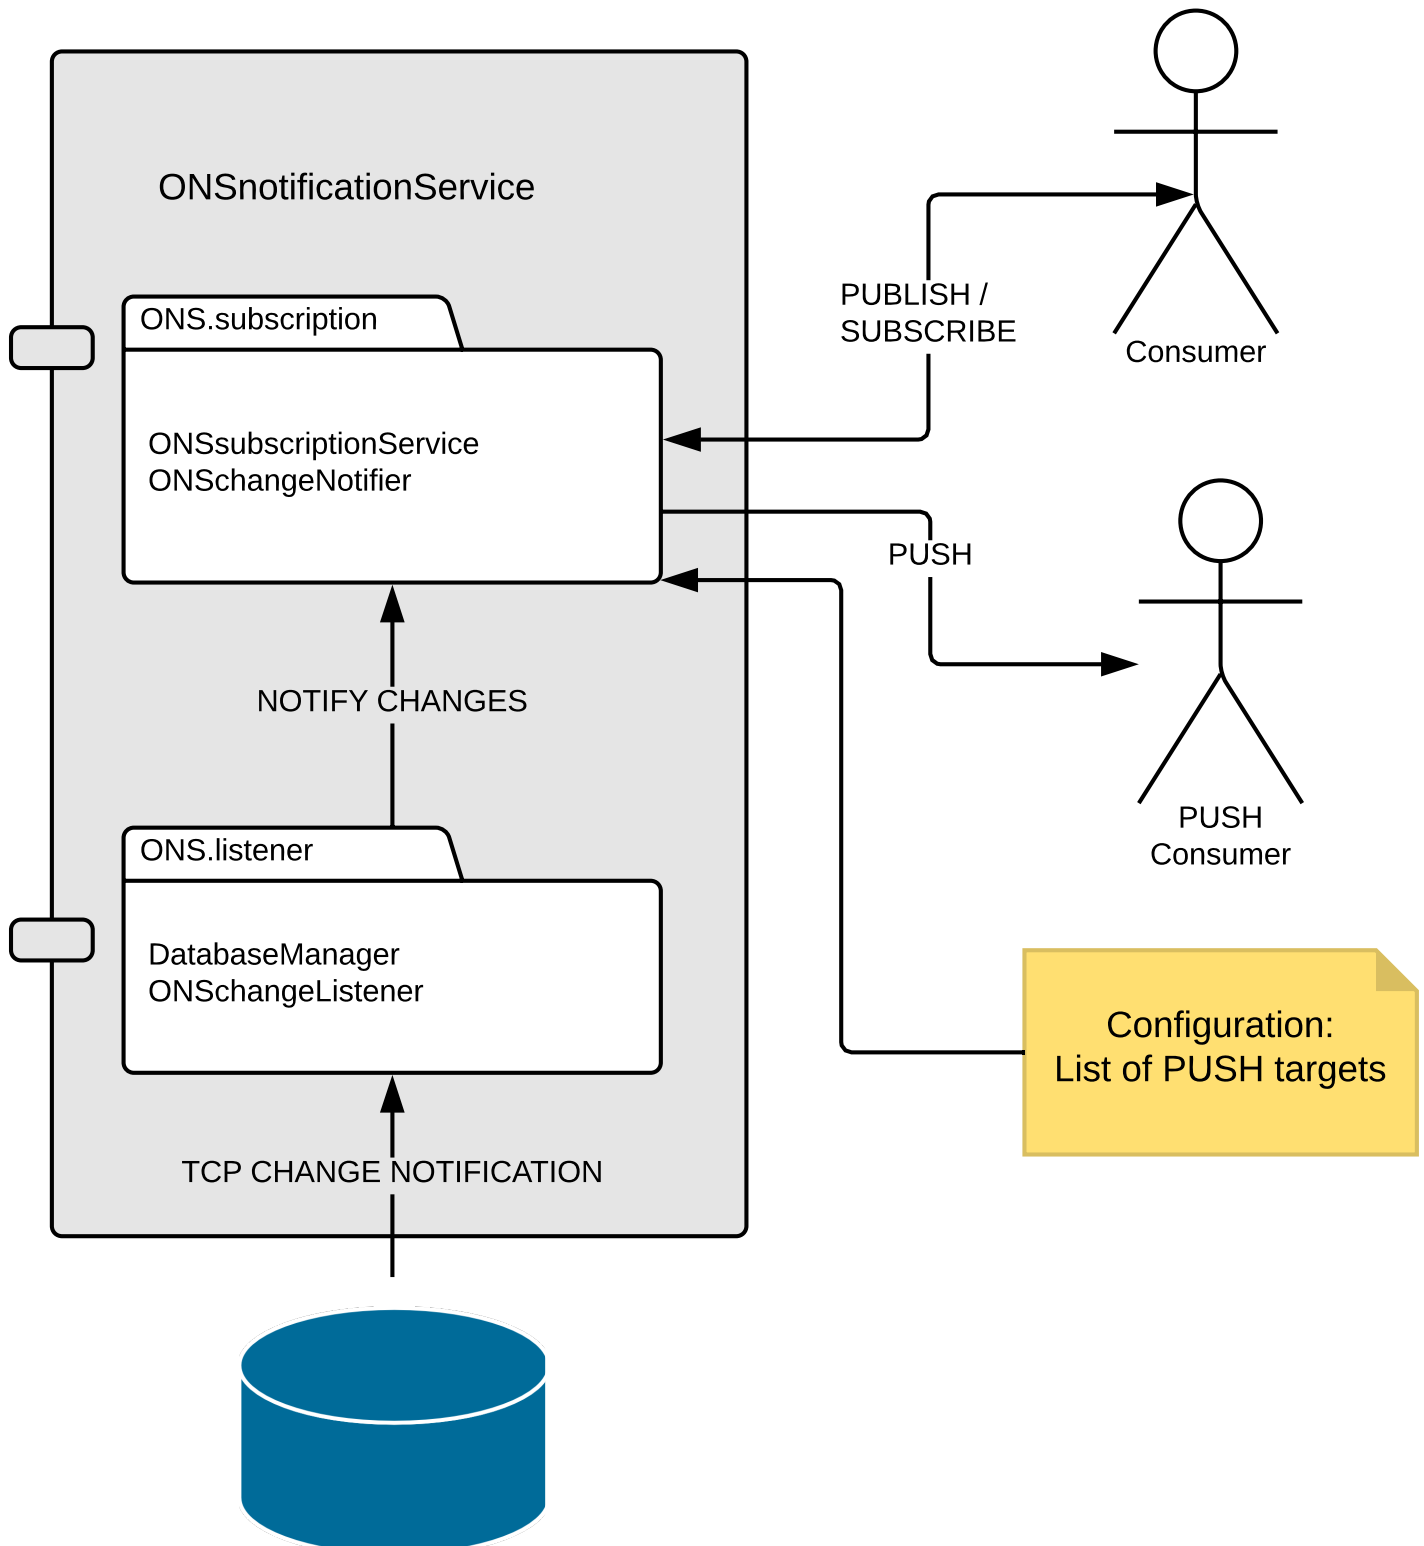 ONSnotificationService
ONS.subscription
ONSsubscriptionService
ONSchangeNotifier
NOTIFY CHANGES
ONS.listener
DatabaseManager
ONSchangeListener
TCP CHANGE NOTIFICATION
PUBLISH /
SUBSCRIBE
Consumer
PUSH
PUSH
Consumer
Configuration:
List of PUSH targets